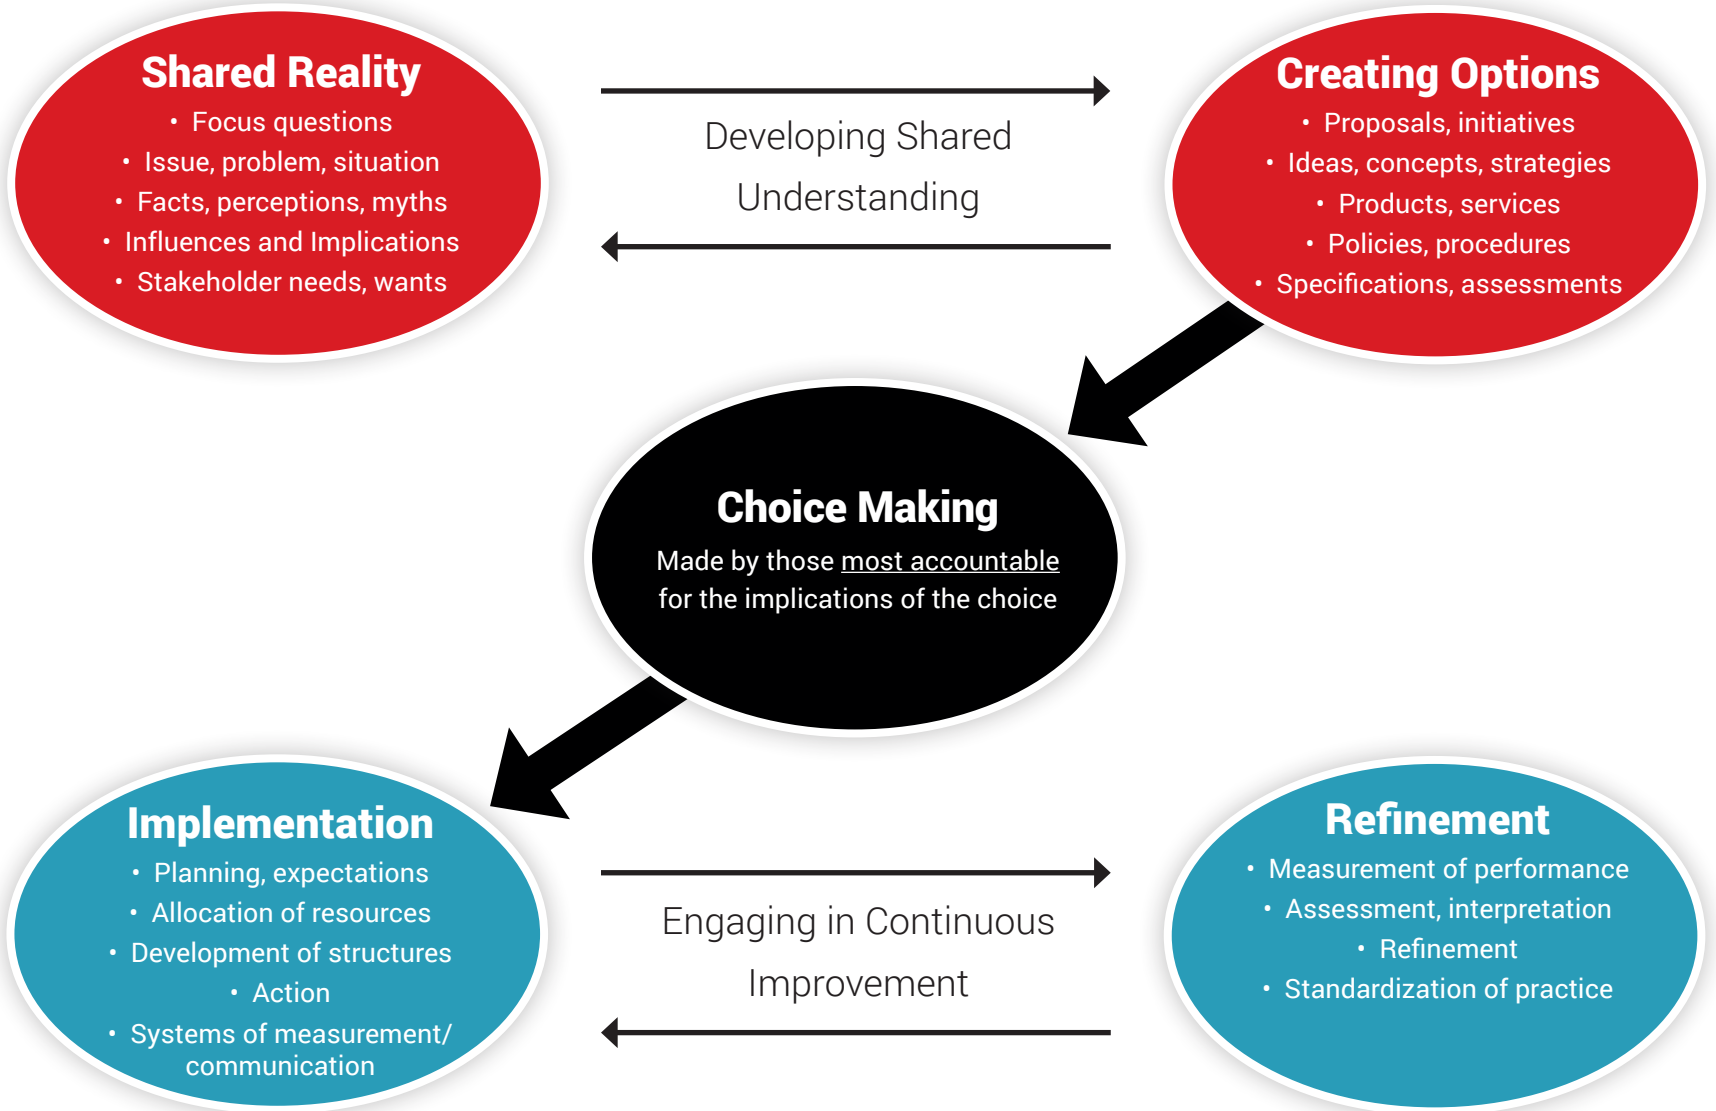 Shared Reality
• Focus questions
• Issue, problem, situation
• Facts, perceptions, myths
• Influences and Implications
• Stakeholder needs, wants
Developing Shared
Understanding
Creating Options
• Proposals, initiatives
• Ideas, concepts, strategies
• Products, services
• Policies, procedures
• Specifications, assessments
Choice Making
Made by those most accountable
for the implications of the choice
Implementation
• Planning, expectations
• Allocation of resources
• Development of structures
• Action
• Systems of measurement/
communication
Engaging in Continuous
Improvement
Refinement
• Measurement of performance
• Assessment, interpretation
• Refinement
• Standardization of practice